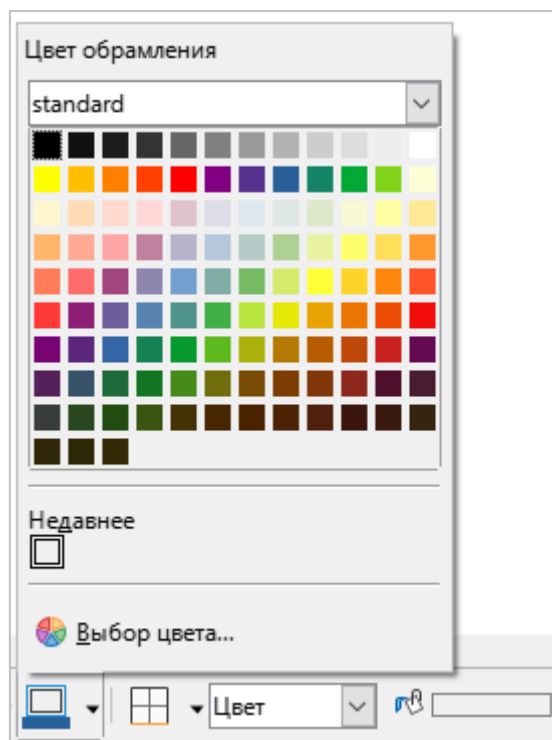 Цвет обрамления
standard
Недавнее
Выбор цвета...
Цвет